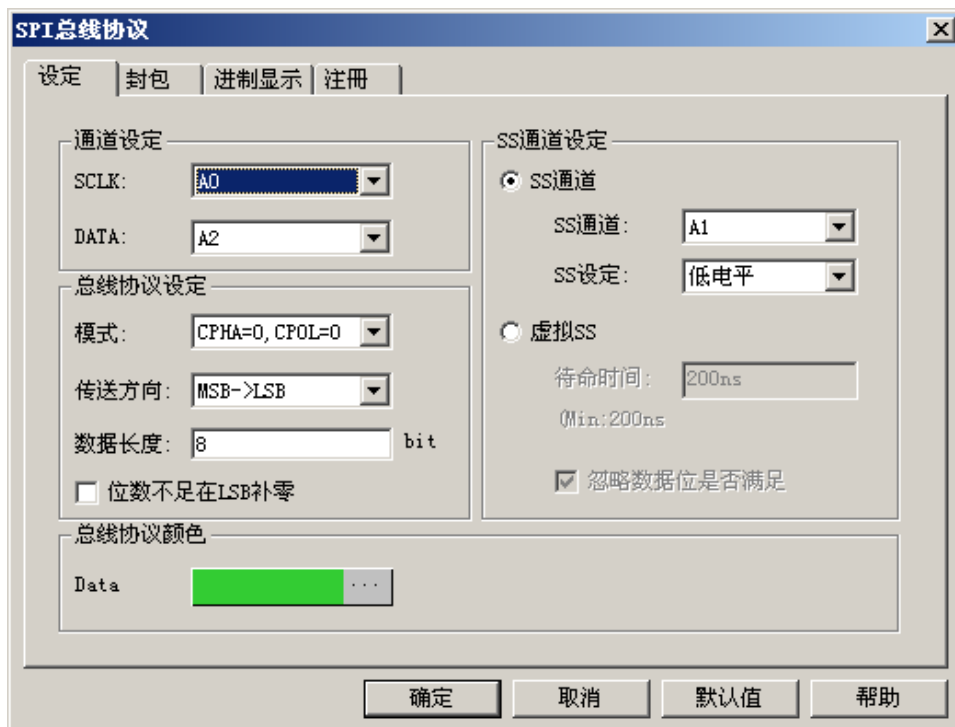 SPI总线协议
设定 封包 进制显示 注册
通道设定
SCLK: A0
DATA: A2
总线协议设定
模式: CPHA=0,CPOL=0
传送方向: MSB->LSB
数据长度: 8 bit
位数不足在LSB补零
SS通道设定
SS通道
SS通道: A1
SS设定: 低电平
虚拟SS
待命时间: 200ns
(Min:200ns
忽略数据位是否满足
总线协议颜色
Data ...
确定 取消 默认值 帮助